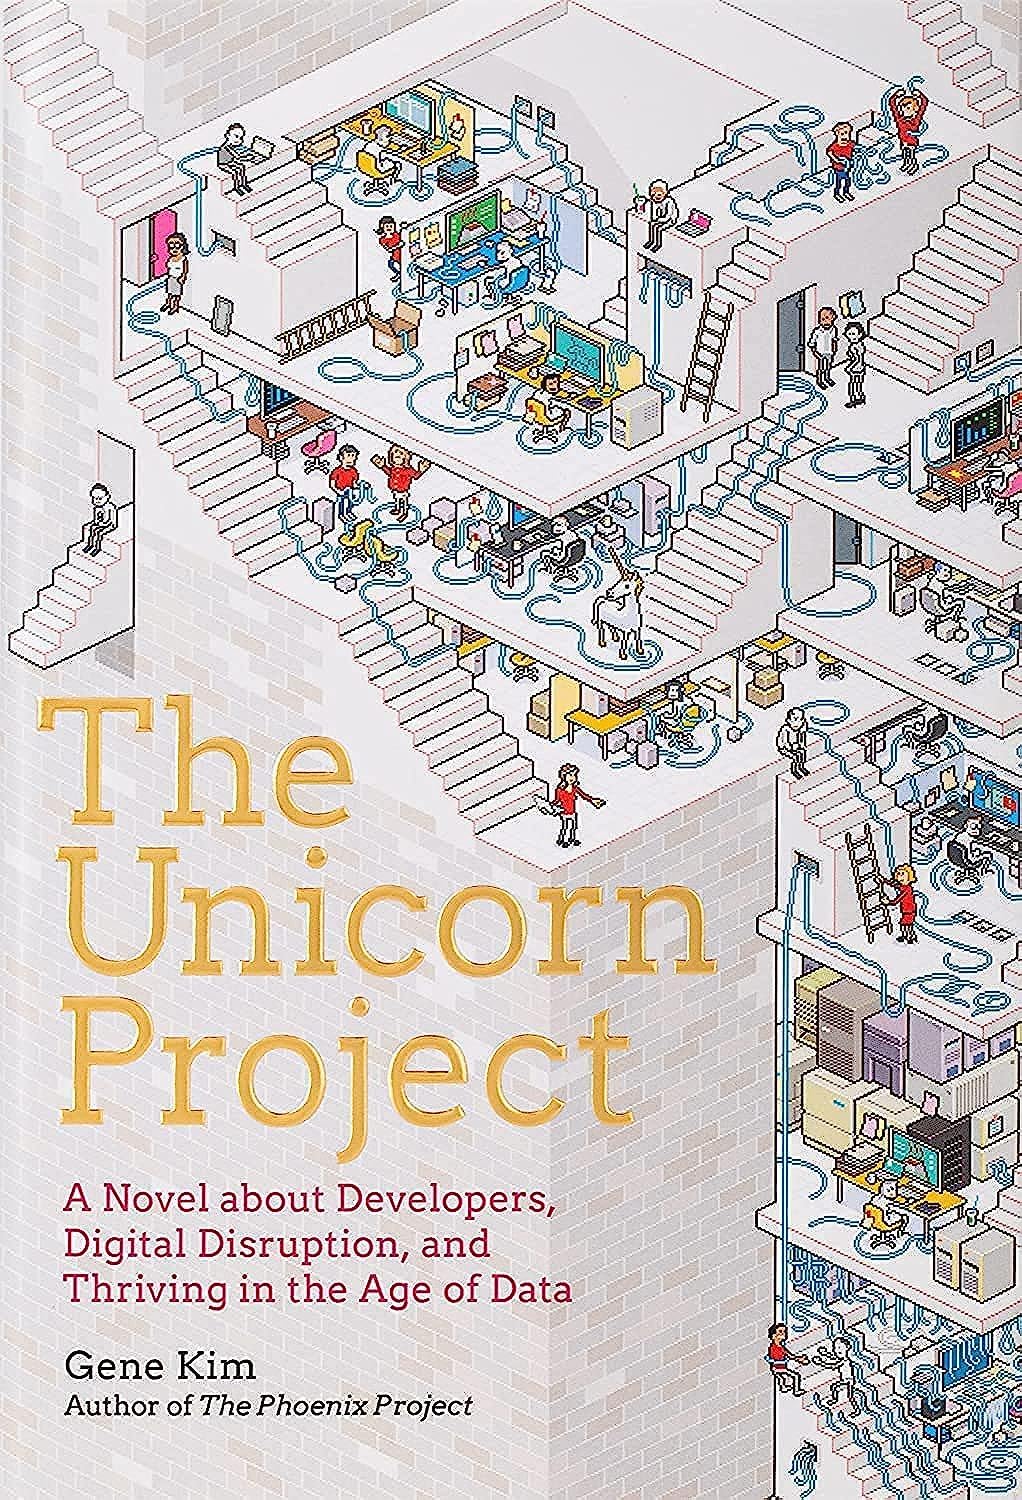 The
Unicorn
Project
A Novel about Developers,
Digital Disruption, and
Thriving in the Age of Data
Gene Kim
Author of The Phoenix Project